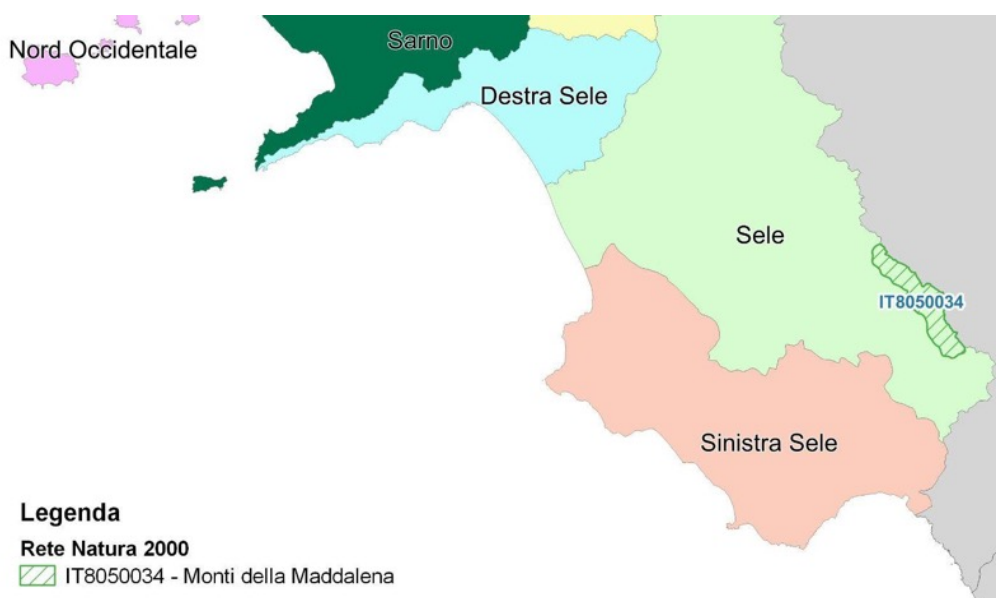 Sarno
Nord Occidentale
Destra Sele
Sele
IT8050034
Sinistra Sele
Legenda
Rete Natura 2000
IT8050034 - Monti della Maddalena